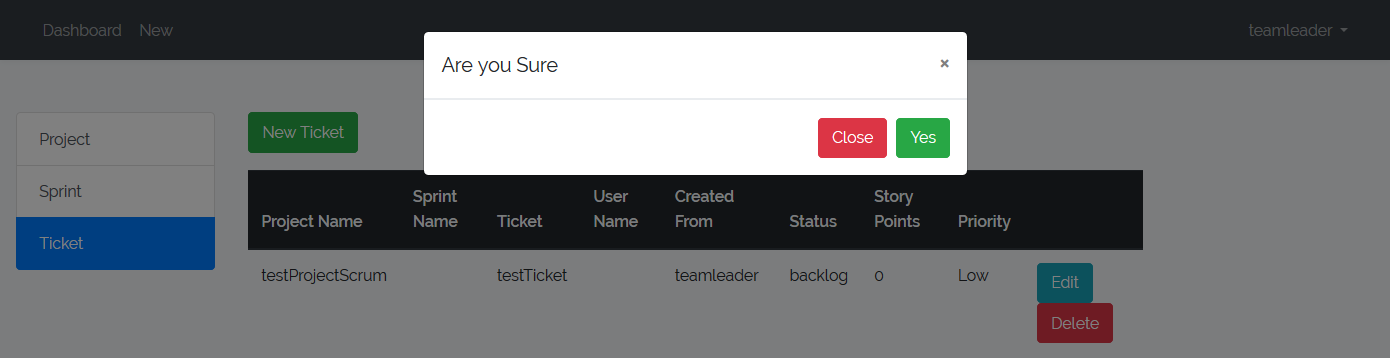 Dashboard New teamleader
Are you Sure ×
Close Yes
Project
Sprint
Ticket
New Ticket
Project Name Sprint Name Ticket User Name Created From Status Story Points Priority
testProjectScrum testTicket teamleader backlog 0 Low Edit
Delete